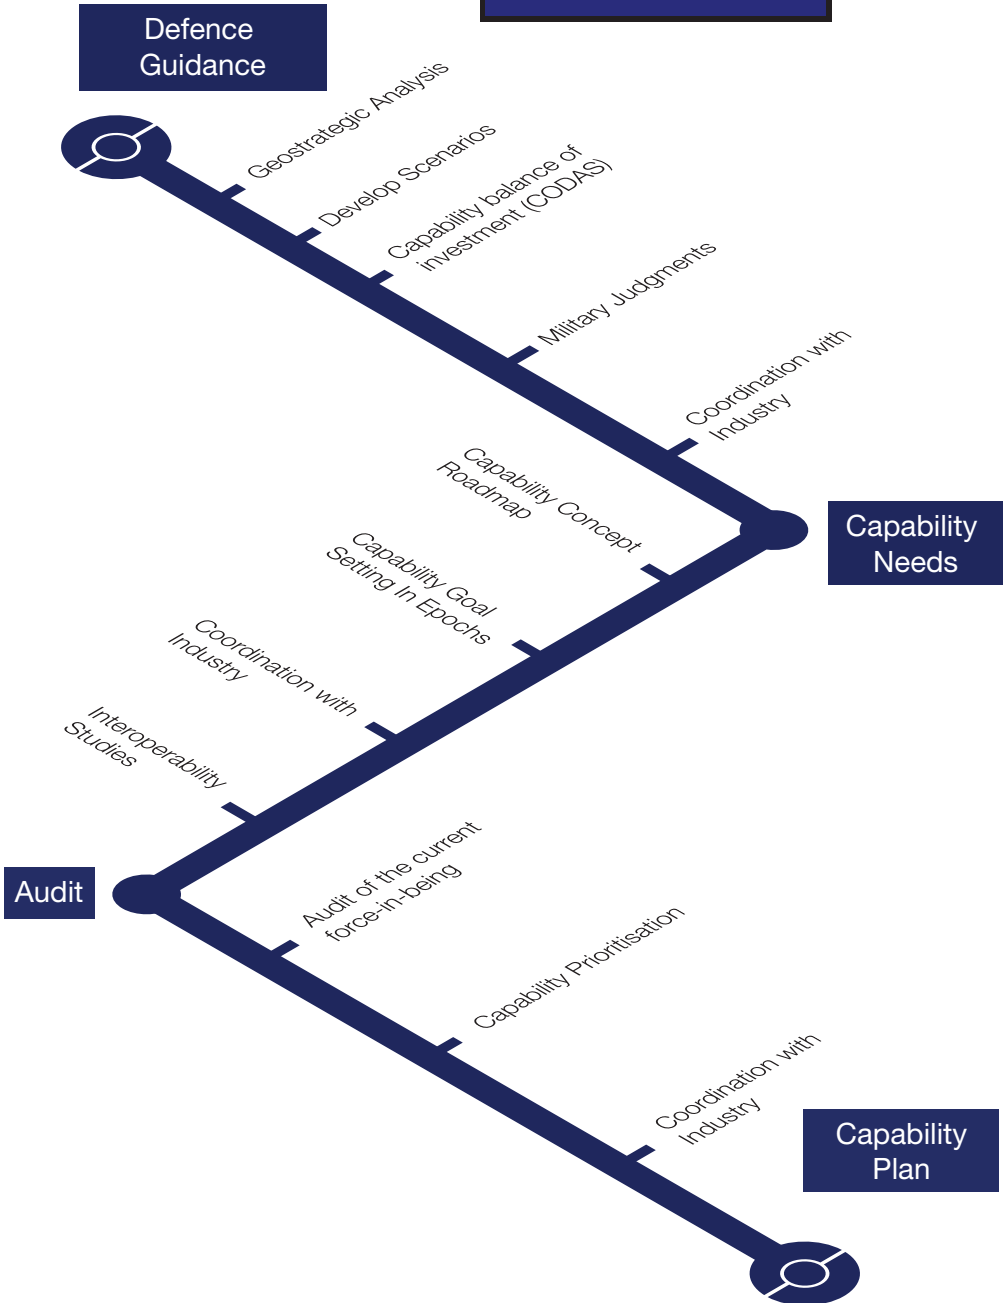 Defence
Guidance
Geostrategic Analysis
Develop Scenarios
Capability balance of
investment (CODAS)
Military Judgments
Coordination with
Industry
Capability
Needs
Capability Concept
Roadmap
Capability Goal
Setting In Epochs
Coordination with
Industry
Interoperability
Studies
Audit
Audit of the current
force-in-being
Capability Prioritisation
Coordination with
Industry
Capability
Plan